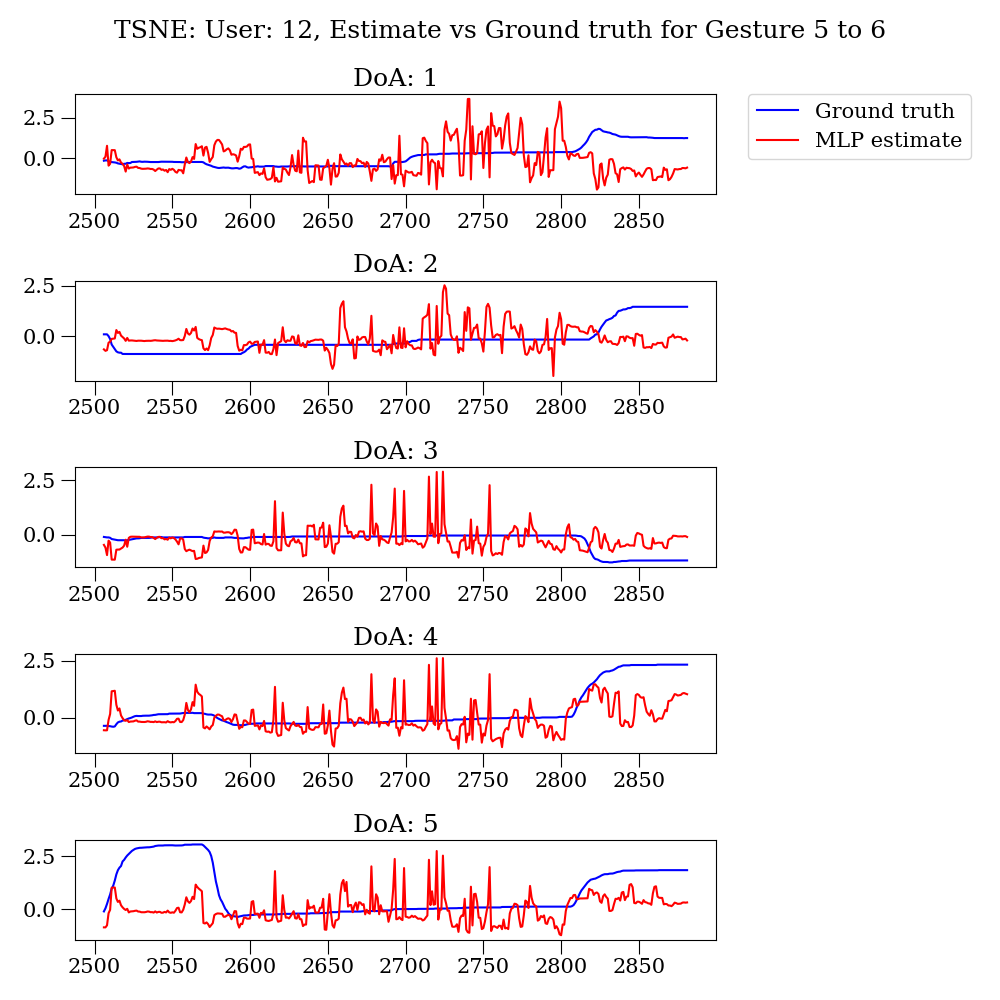 TSNE: User: 12, Estimate vs Ground truth for Gesture 5 to 6
DoA: 1
Ground truth
MLP estimate
2.5
0.0
2500 2550 2600 2650 2700 2750 2800 2850
DoA: 2
2.5
0.0
2500 2550 2600 2650 2700 2750 2800 2850
DoA: 3
2.5
0.0
2500 2550 2600 2650 2700 2750 2800 2850
DoA: 4
2.5
0.0
2500 2550 2600 2650 2700 2750 2800 2850
DoA: 5
2.5
0.0
2500 2550 2600 2650 2700 2750 2800 2850